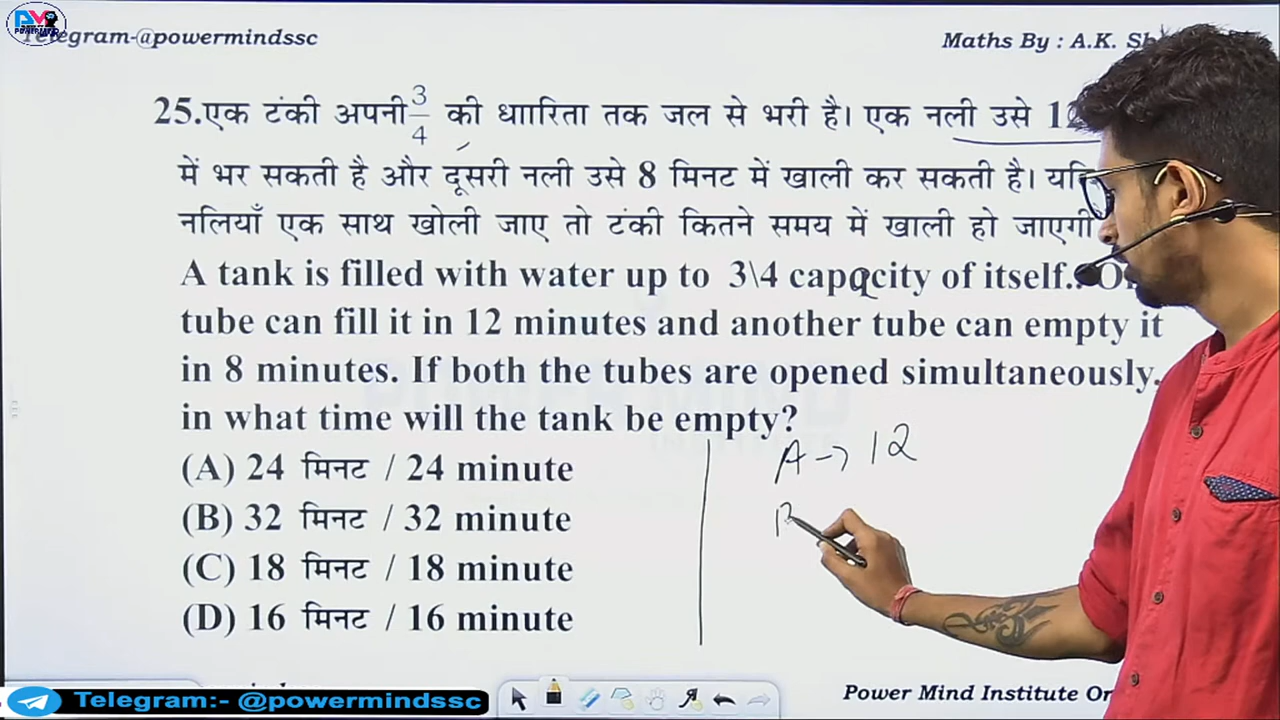 Telegram-@powermindssc
Maths By : A.K.
25.एक टंकी अपनी 3/4 की धाारिता तक जल से भरी है। एक नली उसे 12
में भर सकती है और दूसरी नली उसे 8 मिनट में खाली कर सकती है।
नलियाँ एक साथ खोली जाए तो टंकी कितने समय में खाली हो जाएगी
A tank is filled with water up to 3\4 capacity of itself..
tube can fill it in 12 minutes and another tube can empty it
in 8 minutes. If both the tubes are opened simultaneously.
in what time will the tank be empty?
A → 12
B
(A) 24 मिनट / 24 minute
(B) 32 मिनट / 32 minute
(C) 18 मिनट / 18 minute
(D) 16 मिनट / 16 minute
Power Mind Institute
Telegram:- @powermindssc